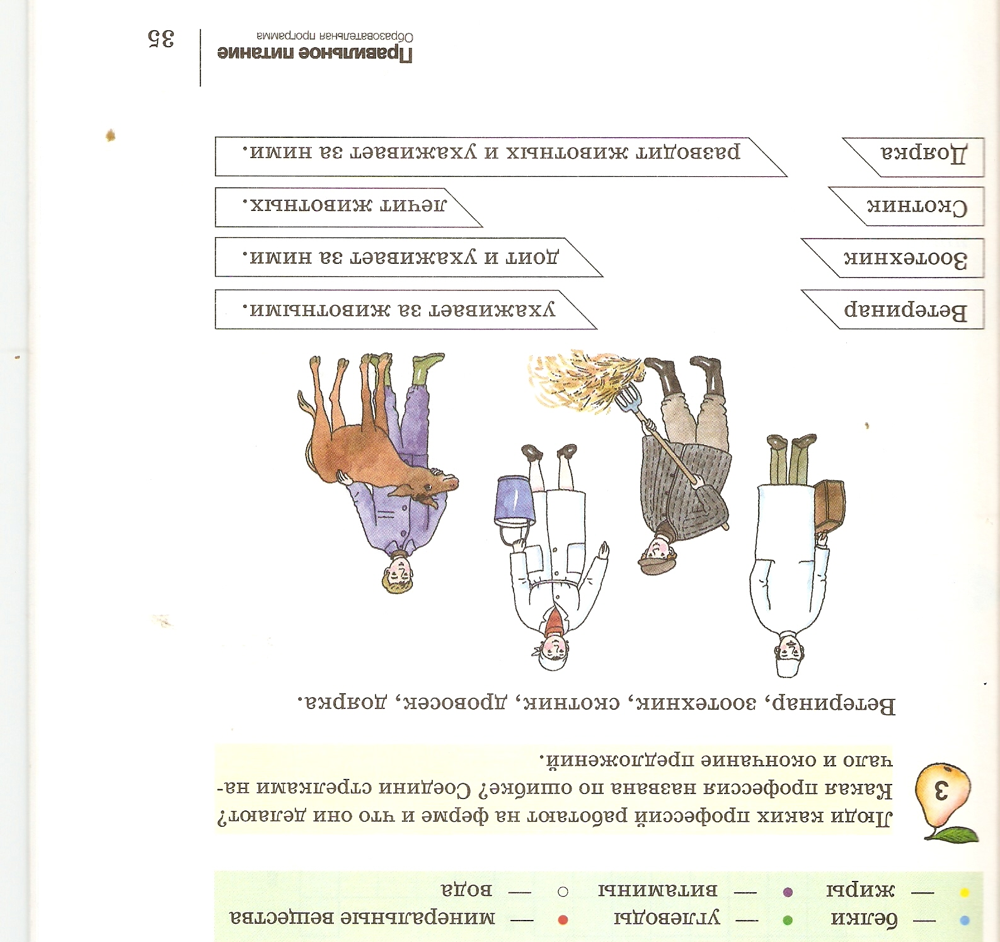 — белки — углеводы — минеральные вещества
— жиры — витамины — вода
3
Люди каких профессий работают на ферме и что они делают?
Какая профессия названа по ошибке? Соедини стрелками на-
чало и окончание предложений.
Ветеринар, зоотехник, скотник, дровосек, доярка.
Ветеринар ухаживает за животными.
Зоотехник доит и ухаживает за ними.
Скотник лечит животных.
Доярка разводит животных и ухаживает за ними.
Правильное питание
Образовательная программа
35